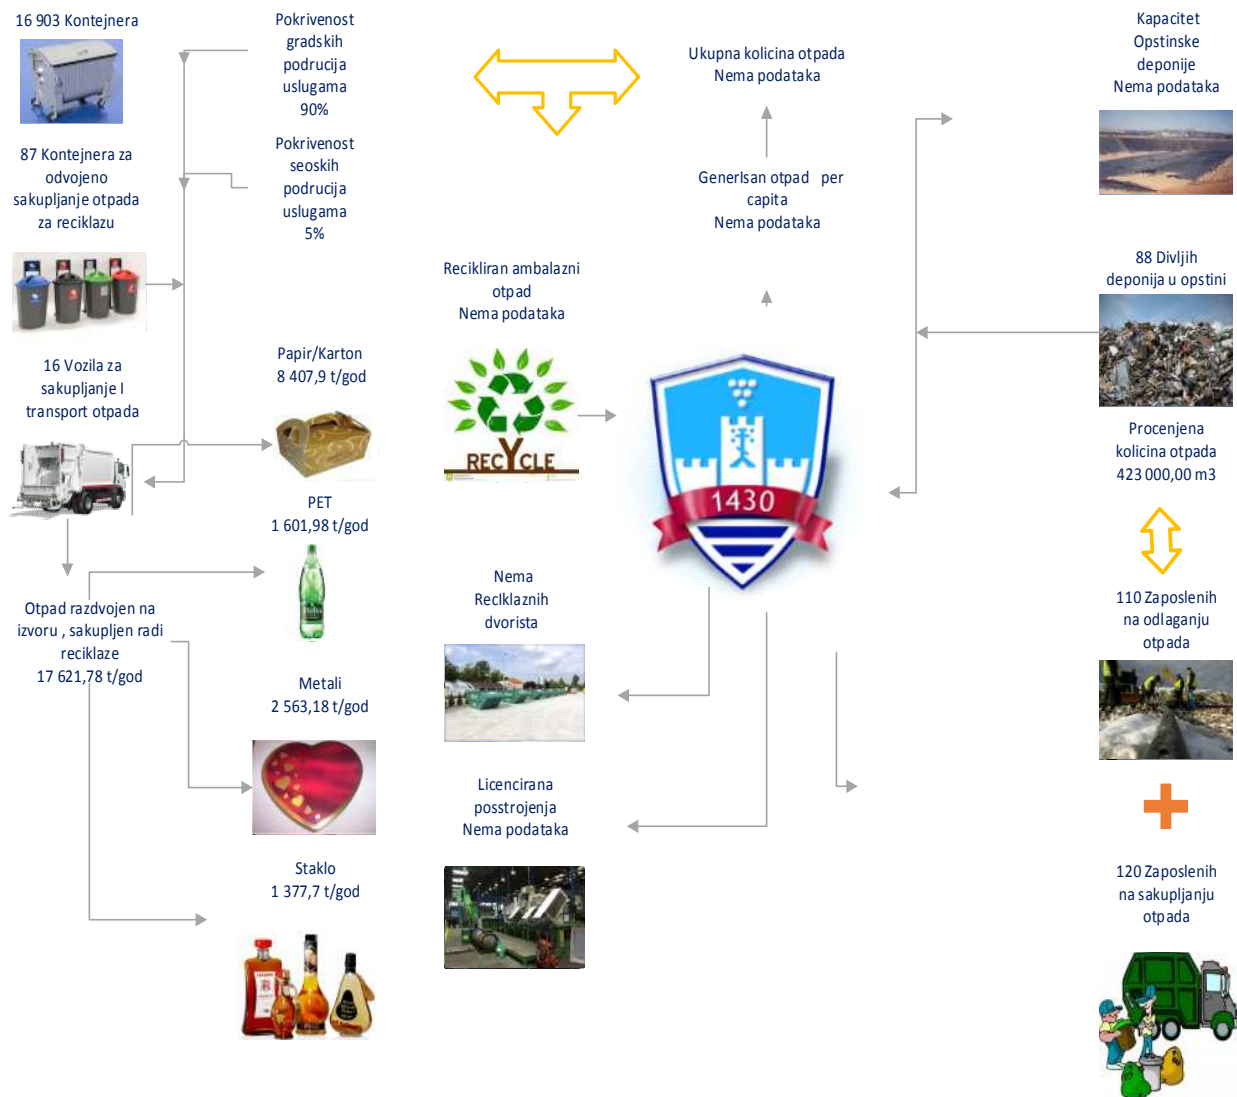 16 903 Kontejnera
87 Kontejnera za
odvojeno
sakupljanje otpada
za reciklazu
16 Vozila za
sakupljanje I
transport otpada
Otpad razdvojen na
izvoru , sakupljen radi
reciklaze
17 621,78 t/god
Pokrivenost
gradskih
podrucija
uslugama
90%
Pokrivenost
seoskih
podrucija
uslugama
5%
Papir/Karton
8 407,9 t/god
PET
1 601,98 t/god
Metali
2 563,18 t/god
Staklo
1 377,7 t/god
Recikliran ambalazni
otpad
Nema podataka
RECYCLE
Nema
RecIklaznih
dvorista
Licencirana
posstrojenja
Nema podataka
Ukupna kolicina otpada
Nema podataka
GenerIsan otpad per
capita
Nema podataka
1430
Kapacitet
Opstinske
deponije
Nema podataka
88 Divljih
deponija u opstini
Procenjena
kolicina otpada
423 000,00 m3
110 Zaposlenih
na odlaganju
otpada
120 Zaposlenih
na sakupljanju
otpada